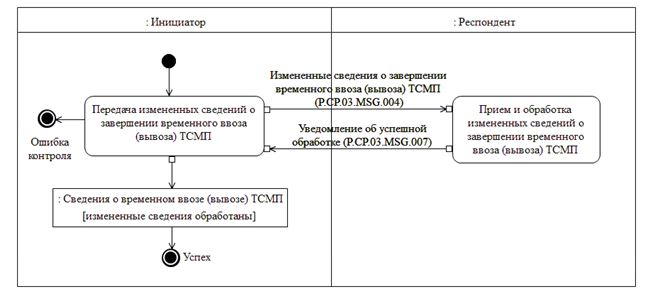 : Инициатор
: Респондент
Измененные сведения о завершении
временного ввоза (вывоза) ТСМП
(P.CP.03.MSG.004)
Передача измененных сведений о
завершении временного ввоза
(вывоза) ТСМП
Прием и обработка
измененных сведений о
завершении временного
ввоза (вывоза) ТСМП
Уведомление об успешной
обработке (P.CP.03.MSG.007)
Ошибка
контроля
: Сведения о временном ввозе (вывозе) ТСМП
[измененные сведения обработаны]
Успех